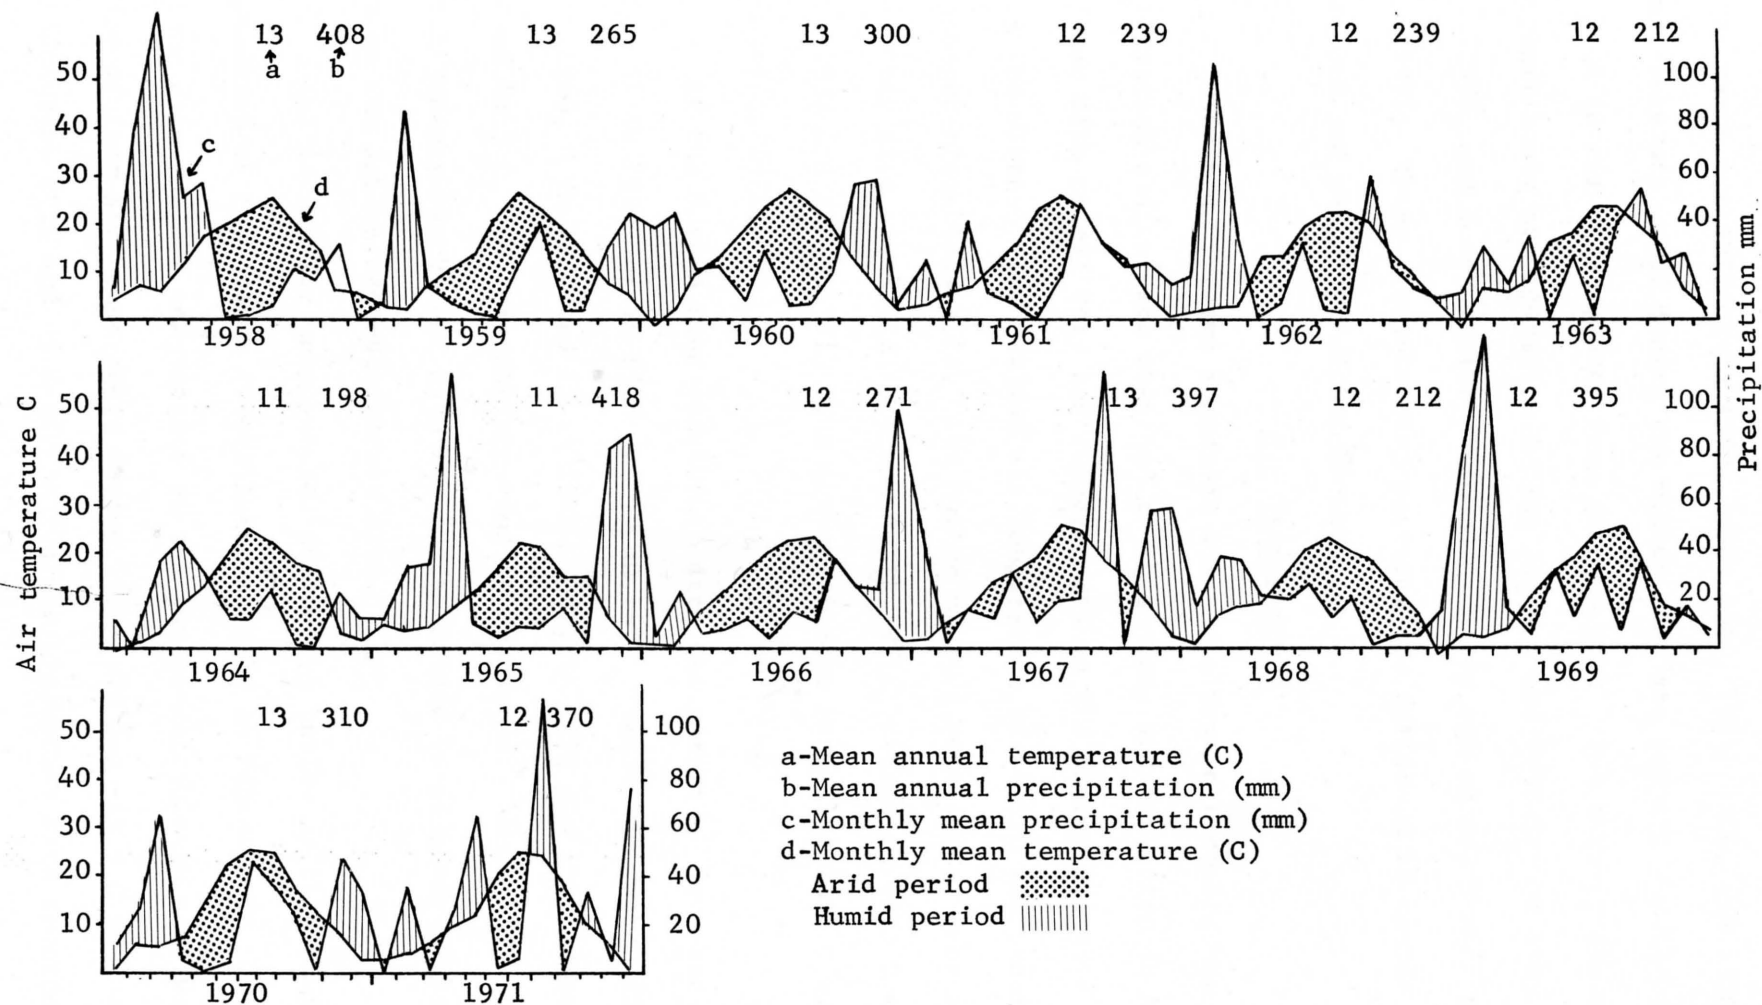 13 408 13 265 13 300 12 239 12 239 12 212
a b
50 100
40 80
c
30 60
d
20 40
10
1958 1959 1960 1961 1962 1963
Air temperature C
Precipitation mm
11 198 11 418 12 271 13 397 12 212 12 395
50 100
40 80
30 60
20 40
10 20
1964 1965 1966 1967 1968 1969
13 310 12 370
50 100
40 80
30 60
20 40
10 20
1970 1971
a-Mean annual temperature (C)
b-Mean annual precipitation (mm)
c-Monthly mean precipitation (mm)
d-Monthly mean temperature (C)
Arid period
Humid period